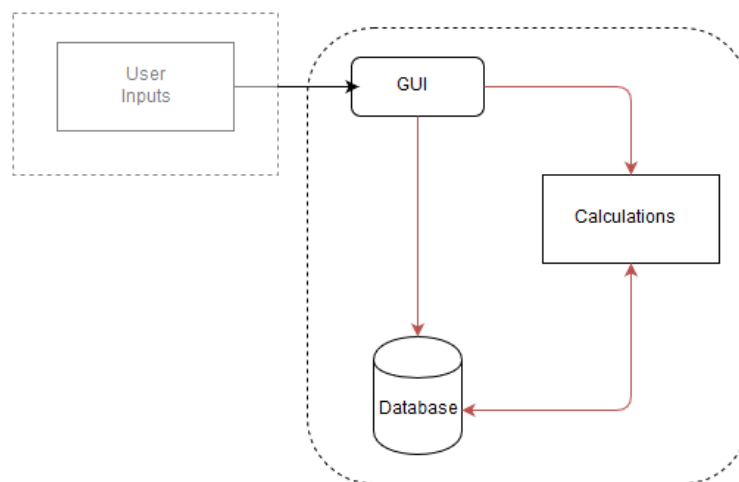 User
Inputs
GUI
Calculations
Database